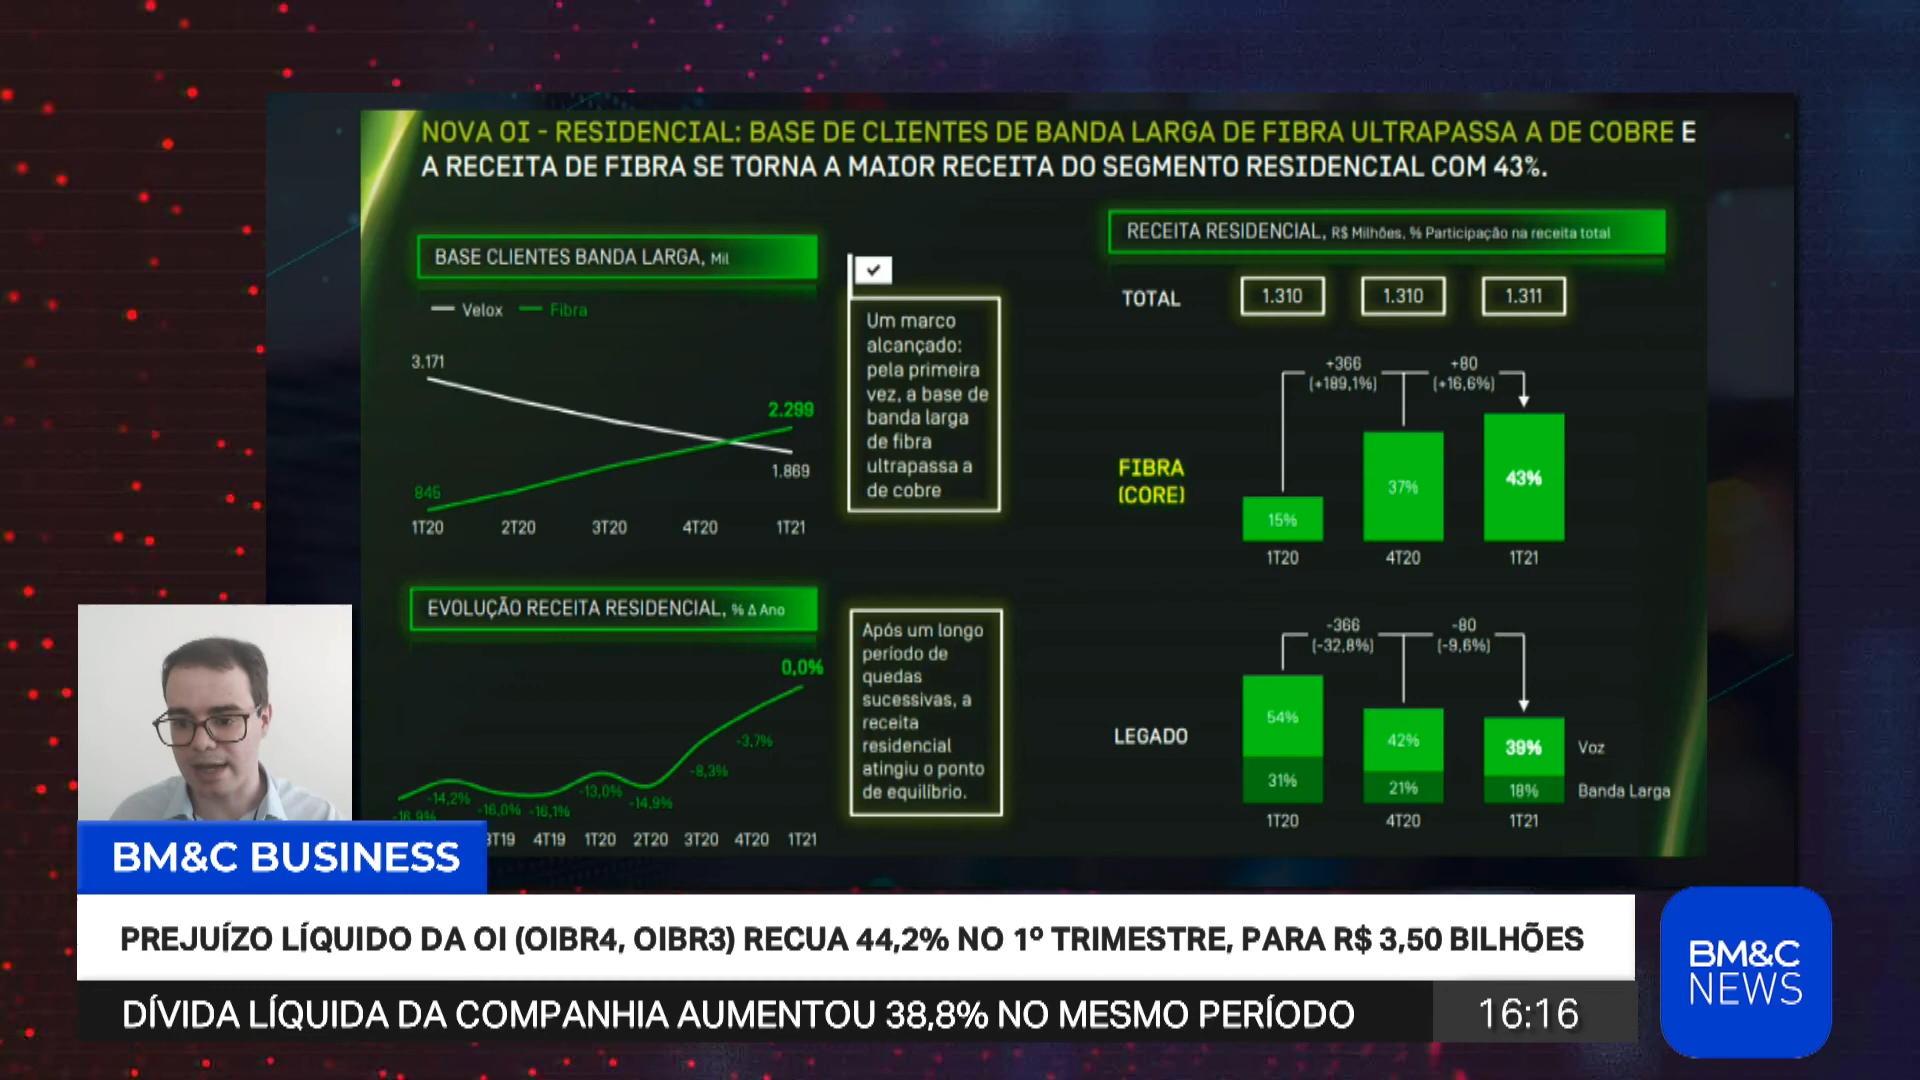 NOVA OI - RESIDENCIAL: BASE DE CLIENTES DE BANDA LARGA DE FIBRA ULTRAPASSA A DE COBRE E
A RECEITA DE FIBRA SE TORNA A MAIOR RECEITA DO SEGMENTO RESIDENCIAL COM 43%.
BASE CLIENTES BANDA LARGA, Mil
Velox Fibra
3.171
2.299
1.869
845
1T20 2T20 3T20 4T20 1T21
Um marco
alcançado:
pela primeira
vez, a base de
banda larga
de fibra
ultrapassa a
de cobre
EVOLUÇÃO RECEITA RESIDENCIAL, % Δ Ano
0,0%
-3,7%
-8,3%
-14,9%
-13,0%
-16,1%
-16,0%
-14,2%
-16,9%
3T19 4T19 1T20 2T20 3T20 4T20 1T21
Após um longo
período de
quedas
sucessivas, a
receita
residencial
atingiu o ponto
de equilíbrio.
RECEITA RESIDENCIAL, R$ Milhões, % Participação na receita total
TOTAL 1.310 1.310 1.311
+366 +80
(+189,1%) (+16,6%)
FIBRA
(CORE)
15% 37% 43%
1T20 4T20 1T21
-366 -80
(-32,8%) (-9,6%)
LEGADO
54% 42% 39% Voz
31% 21% 18% Banda Larga
1T20 4T20 1T21
BM&C BUSINESS
PREJUÍZO LÍQUIDO DA OI (OIBR4, OIBR3) RECUA 44,2% NO 1º TRIMESTRE, PARA R$ 3,50 BILHÕES
DÍVIDA LÍQUIDA DA COMPANHIA AUMENTOU 38,8% NO MESMO PERÍODO
16:16
BM&C
NEWS